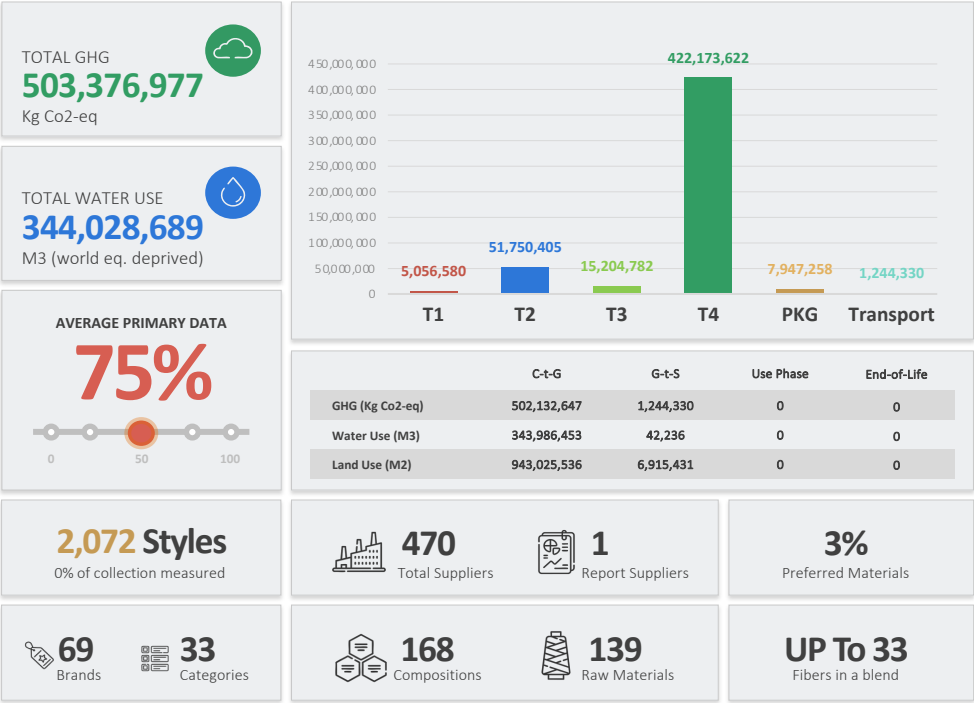 TOTAL GHG
503,376,977
Kg Co2-eq
TOTAL WATER USE
344,028,689
M3 (world eq. deprived)
AVERAGE PRIMARY DATA
75%
0 50 100
450,000,000
400,000,000
350,000,000
300,000,000
250,000,000
200,000,000
150,000,000
100,000,000
50,000,000
0
5,056,580
51,750,405
15,204,782
422,173,622
7,947,258
1,244,330
T1 T2 T3 T4 PKG Transport
C-t-G G-t-S Use Phase End-of-Life
GHG (Kg Co2-eq) 502,132,647 1,244,330 0 0
Water Use (M3) 343,986,453 42,236 0 0
Land Use (M2) 943,025,536 6,915,431 0 0
2,072 Styles
0% of collection measured
470
Total Suppliers
1
Report Suppliers
3%
Preferred Materials
69
Brands
33
Categories
168
Compositions
139
Raw Materials
UP To 33
Fibers in a blend